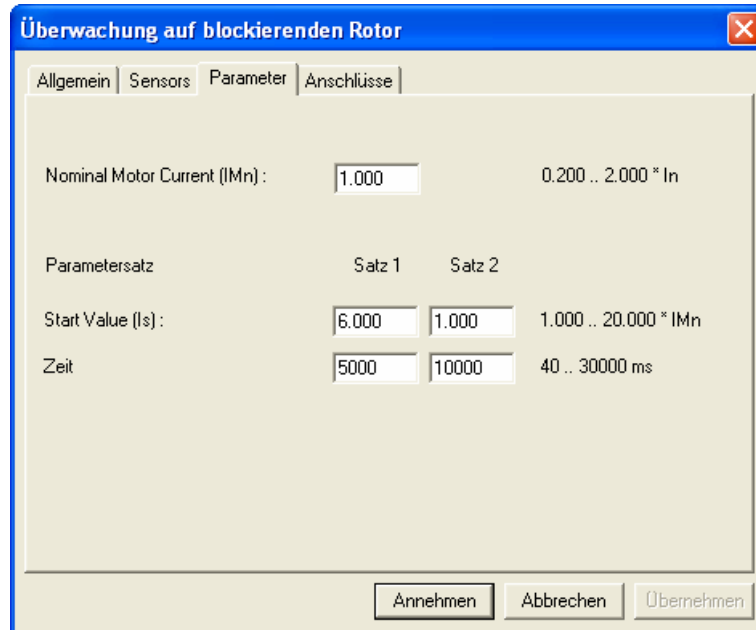 Überwachung auf blockierenden Rotor
Allgemein Sensors Parameter Anschlüsse
Nominal Motor Current (IMn) : 1.000 0.200 .. 2.000 * In
Parametersatz Satz 1 Satz 2
Start Value (Is) : 6.000 1.000 1.000 .. 20.000 * IMn
Zeit 5000 10000 40 .. 30000 ms
Annehmen Abbrechen Übernehmen